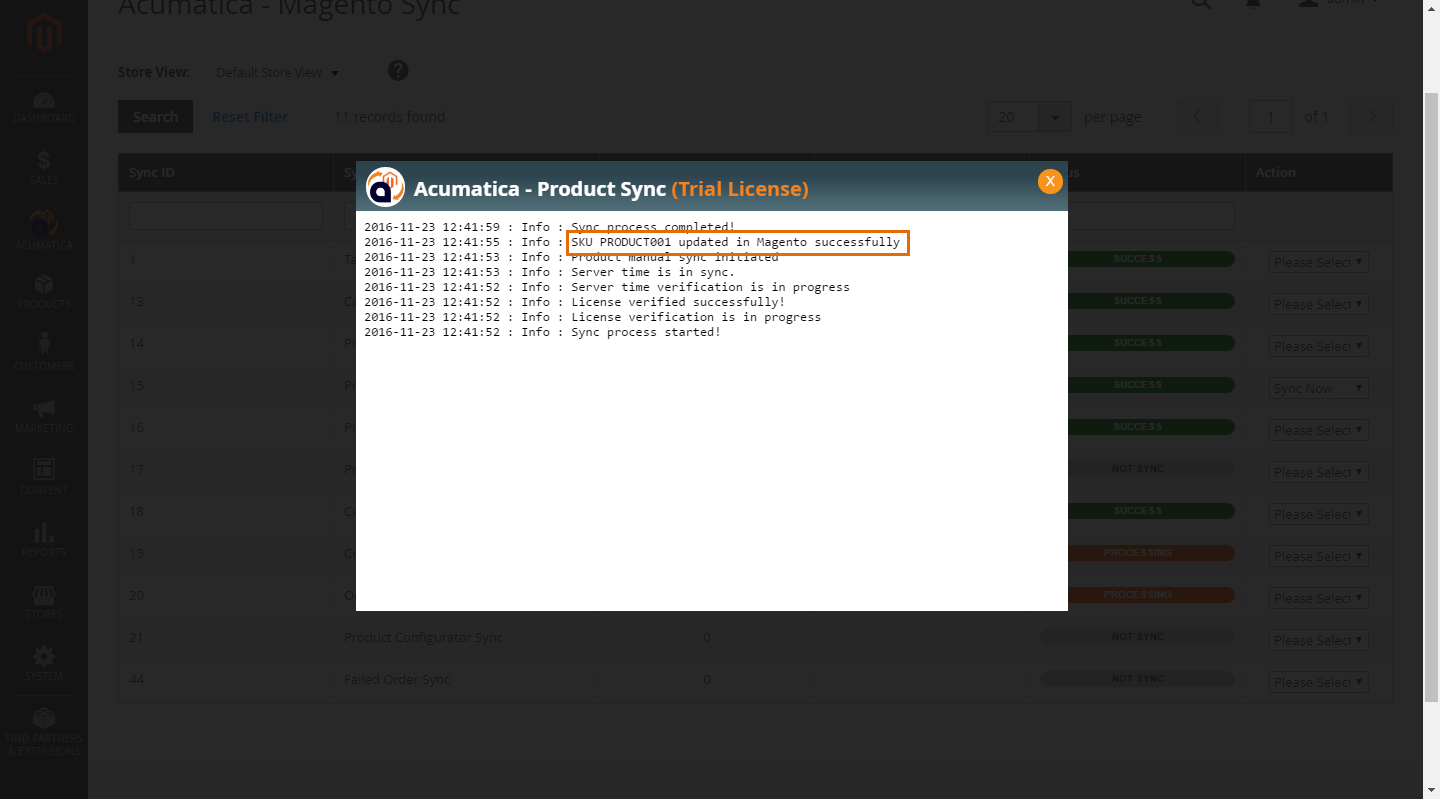 Acumatica - Magento Sync
admin
Store View: Default Store View ?
Search Reset Filter 11 records found 20 per page 1 of 1
Sync ID Action
Acumatica - Product Sync (Trial License) X
2016-11-23 12:41:59 : Info : Sync process completed!
2016-11-23 12:41:55 : Info : SKU PRODUCT001 updated in Magento successfully
2016-11-23 12:41:53 : Info : Product manual sync initiated
2016-11-23 12:41:53 : Info : Server time is in sync.
2016-11-23 12:41:52 : Info : Server time verification is in progress
2016-11-23 12:41:52 : Info : License verified successfully!
2016-11-23 12:41:52 : Info : License verification is in progress
2016-11-23 12:41:52 : Info : Sync process started!
1 SUCCESS Please Select
13 SUCCESS Please Select
14 SUCCESS Please Select
15 SUCCESS Sync Now
16 SUCCESS Please Select
17 NOT SYNC Please Select
18 SUCCESS Please Select
19 PROCESSING Please Select
20 PROCESSING Please Select
21 Product Configurator Sync 0 NOT SYNC Please Select
44 Failed Order Sync 0 NOT SYNC Please Select
DASHBOARD
SALES
ACUMATICA
PRODUCTS
CUSTOMERS
MARKETING
CONTENT
REPORTS
STORES
SYSTEM
FIND PARTNERS
& EXTENSIONS